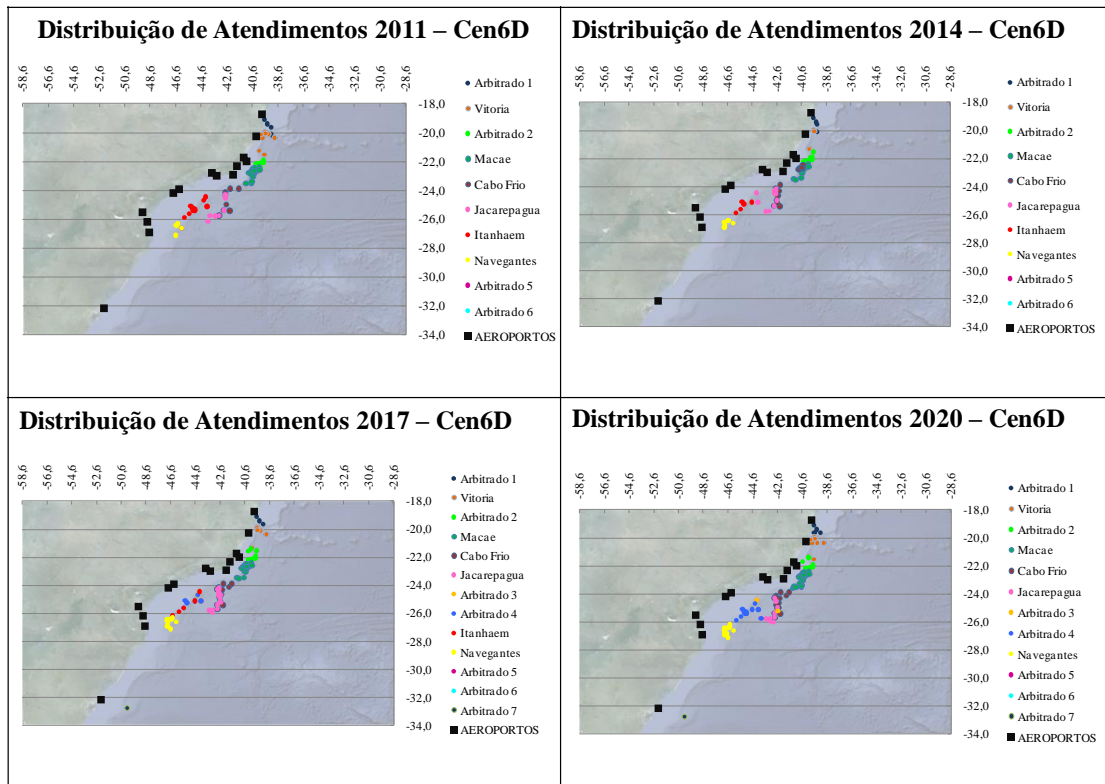 Distribuição de Atendimentos 2011 – Cen6D
-58,6 -56,6 -54,6 -52,6 -50,6 -48,6 -46,6 -44,6 -42,6 -40,6 -38,6 -36,6 -34,6 -32,6 -30,6 -28,6
-18,0
-20,0
-22,0
-24,0
-26,0
-28,0
-30,0
-32,0
-34,0
Arbitrado 1
Vitoria
Arbitrado 2
Macae
Cabo Frio
Jacarepagua
Itanhaem
Navegantes
Arbitrado 5
Arbitrado 6
AEROPORTOS
Distribuição de Atendimentos 2014 – Cen6D
-58,6 -56,6 -54,6 -52,6 -50,6 -48,6 -46,6 -44,6 -42,6 -40,6 -38,6 -36,6 -34,6 -32,6 -30,6 -28,6
-18,0
-20,0
-22,0
-24,0
-26,0
-28,0
-30,0
-32,0
-34,0
Arbitrado 1
Vitoria
Arbitrado 2
Macae
Cabo Frio
Jacarepagua
Itanhaem
Navegantes
Arbitrado 5
Arbitrado 6
AEROPORTOS
Distribuição de Atendimentos 2017 – Cen6D
-58,6 -56,6 -54,6 -52,6 -50,6 -48,6 -46,6 -44,6 -42,6 -40,6 -38,6 -36,6 -34,6 -32,6 -30,6 -28,6
-18,0
-20,0
-22,0
-24,0
-26,0
-28,0
-30,0
-32,0
-34,0
Arbitrado 1
Vitoria
Arbitrado 2
Macae
Cabo Frio
Jacarepagua
Arbitrado 3
Arbitrado 4
Itanhaem
Navegantes
Arbitrado 5
Arbitrado 6
Arbitrado 7
AEROPORTOS
Distribuição de Atendimentos 2020 – Cen6D
-58,6 -56,6 -54,6 -52,6 -50,6 -48,6 -46,6 -44,6 -42,6 -40,6 -38,6 -36,6 -34,6 -32,6 -30,6 -28,6
-18,0
-20,0
-22,0
-24,0
-26,0
-28,0
-30,0
-32,0
-34,0
Arbitrado 1
Vitoria
Arbitrado 2
Macae
Cabo Frio
Jacarepagua
Arbitrado 3
Arbitrado 4
Navegantes
Arbitrado 5
Arbitrado 6
Arbitrado 7
AEROPORTOS